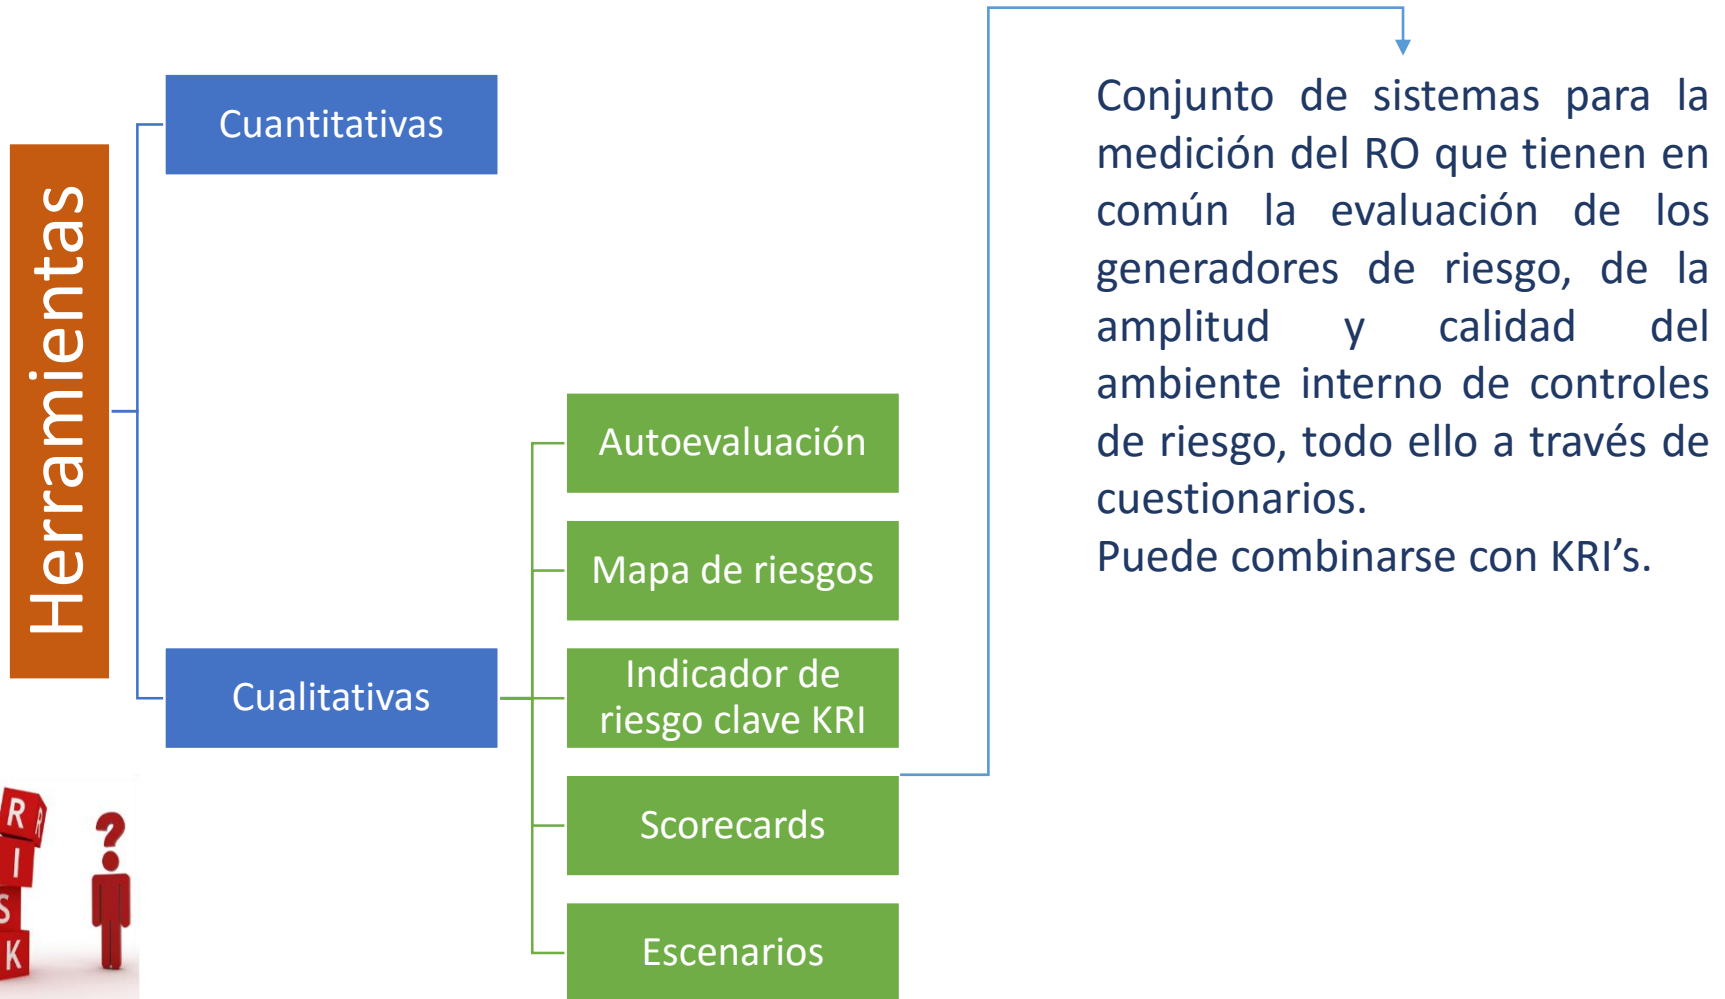 Herramientas
Cuantitativas
Cualitativas
Autoevaluación
Mapa de riesgos
Indicador de
riesgo clave KRI
Scorecards
Escenarios
Conjunto de sistemas para la
medición del RO que tienen en
común la evaluación de los
generadores de riesgo, de la
amplitud y calidad del
ambiente interno de controles
de riesgo, todo ello a través de
cuestionarios.
Puede combinarse con KRI’s.
R R
I
S
K
?